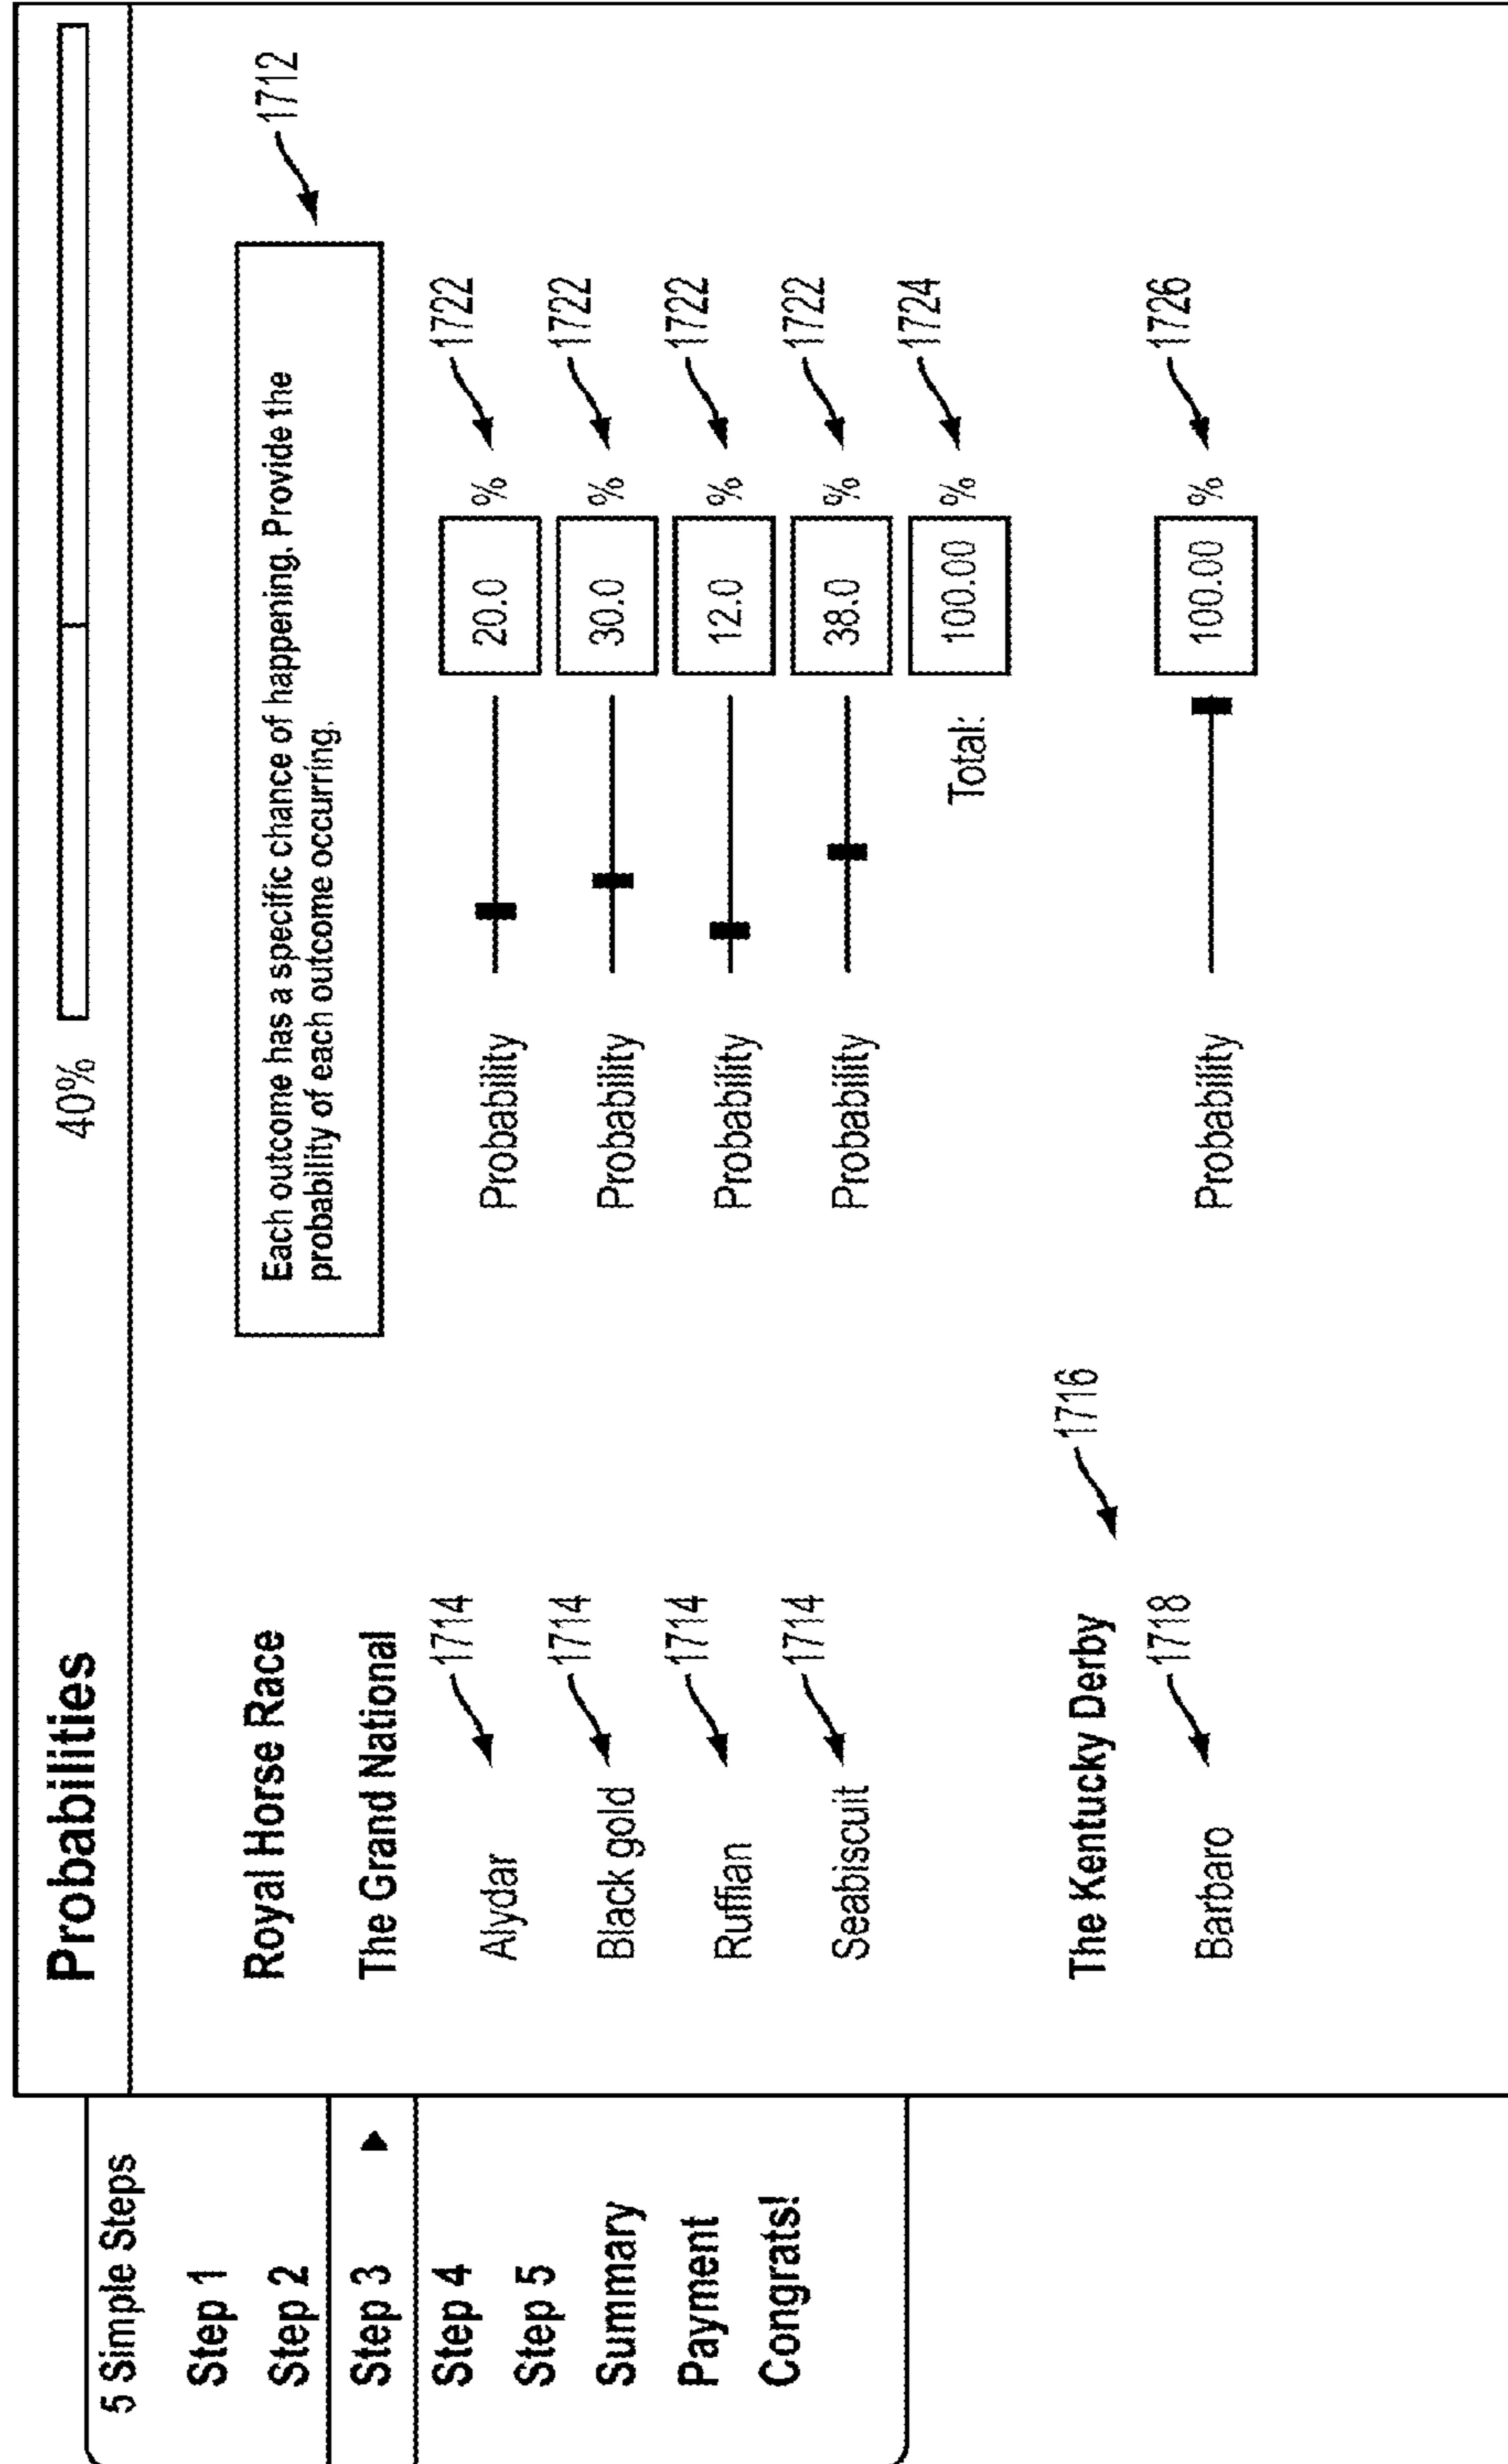 Probabilities 40%
5 Simple Steps
Step 1
Step 2
Step 3
Step 4
Step 5
Summary
Payment
Congrats!
Royal Horse Race
Each outcome has a specific chance of happening. Provide the
probability of each outcome occurring.
1712
The Grand National
Alydar 1714 Probability 20.0 % 1722
Black gold 1714 Probability 30.0 % 1722
Ruffian 1714 Probability 12.0 % 1722
Seabiscuit 1714 Probability 38.0 % 1722
Total: 100.00 % 1724
The Kentucky Derby 1716
Barbaro 1718 Probability 100.00 % 1726